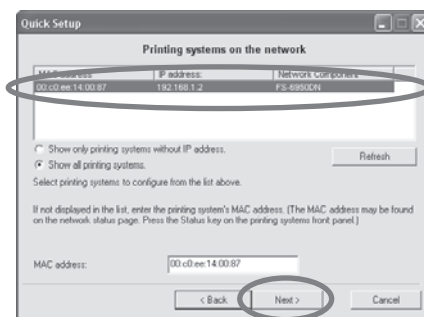 Quick Setup
Printing systems on the network
MAC address: IP address: Network Component
00:c0:ee:14:00:87 192.168.1.2 FS-6950DN
Show only printing systems without IP address.
Show all printing systems.
Refresh
Select printing systems to configure from the list above.
If not displayed in the list, enter the printing system's MAC address. (The MAC address may be found
on the network status page. Press the Status key on the printing systems front panel.)
MAC address: 00:c0:ee:14:00:87
< Back Next > Cancel